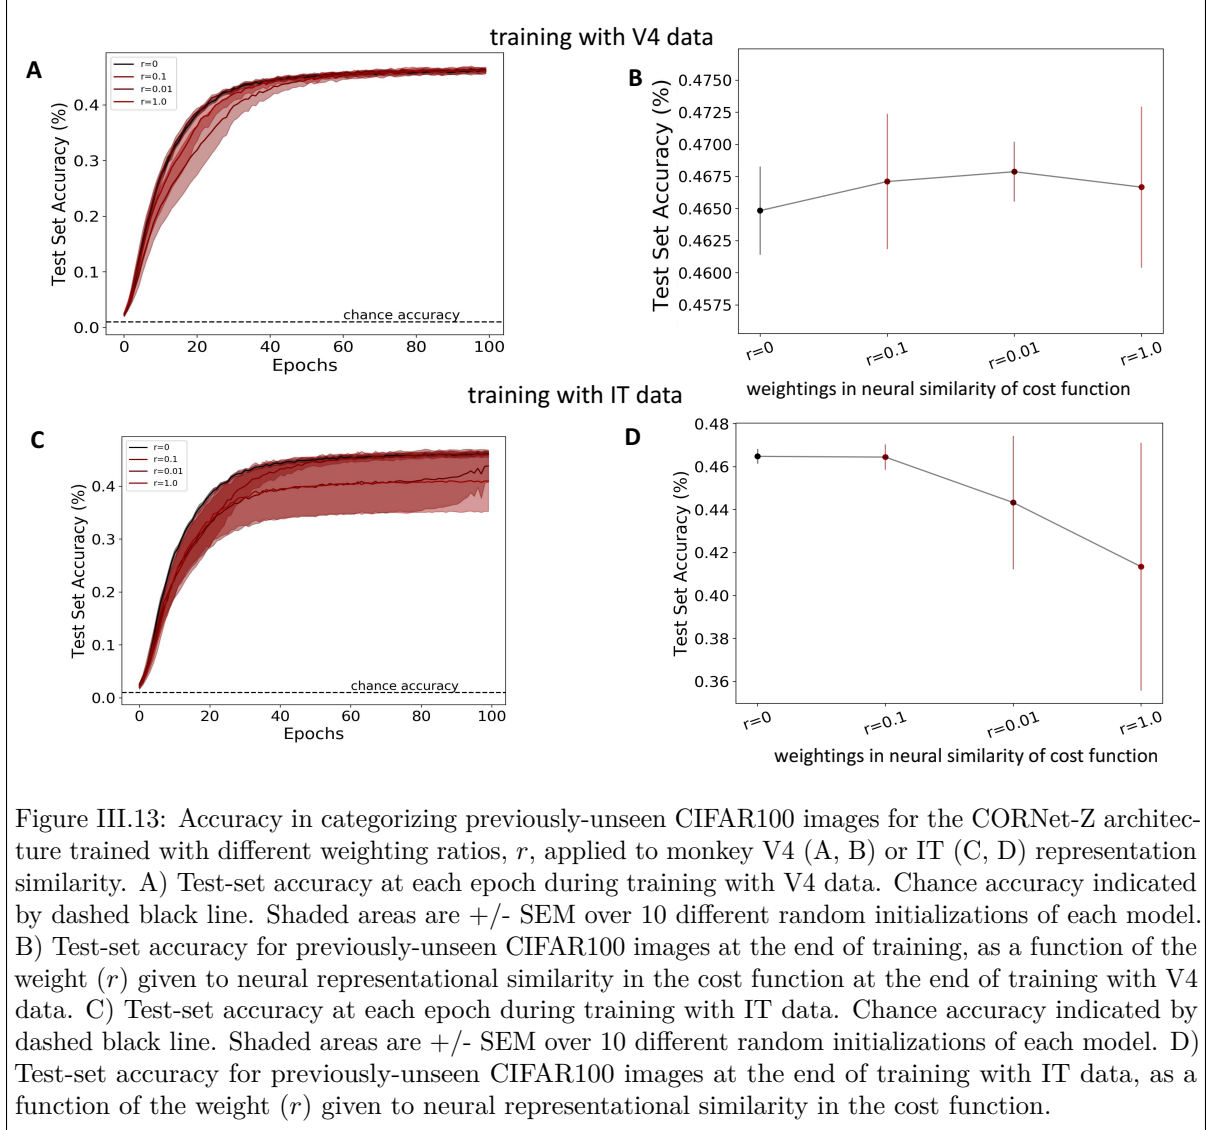 training with V4 data
A
r=0
r=0.1
r=0.01
r=1.0
Test Set Accuracy (%)
0.4
0.3
0.2
0.1
0.0
chance accuracy
0 20 40 60 80 100
Epochs
B
Test Set Accuracy (%)
0.4750
0.4725
0.4700
0.4675
0.4650
0.4625
0.4600
0.4575
r=0 r=0.1 r=0.01 r=1.0
weightings in neural similarity of cost function
training with IT data
C
r=0
r=0.1
r=0.01
r=1.0
Test Set Accuracy (%)
0.4
0.3
0.2
0.1
0.0
chance accuracy
0 20 40 60 80 100
Epochs
D
Test Set Accuracy (%)
0.48
0.46
0.44
0.42
0.40
0.38
0.36
r=0 r=0.1 r=0.01 r=1.0
weightings in neural similarity of cost function
Figure III.13: Accuracy in categorizing previously-unseen CIFAR100 images for the CORNet-Z architec-
ture trained with different weighting ratios, r, applied to monkey V4 (A, B) or IT (C, D) representation
similarity. A) Test-set accuracy at each epoch during training with V4 data. Chance accuracy indicated
by dashed black line. Shaded areas are +/- SEM over 10 different random initializations of each model.
B) Test-set accuracy for previously-unseen CIFAR100 images at the end of training, as a function of the
weight (r) given to neural representational similarity in the cost function at the end of training with V4
data. C) Test-set accuracy at each epoch during training with IT data. Chance accuracy indicated by
dashed black line. Shaded areas are +/- SEM over 10 different random initializations of each model. D)
Test-set accuracy for previously-unseen CIFAR100 images at the end of training with IT data, as a
function of the weight (r) given to neural representational similarity in the cost function.